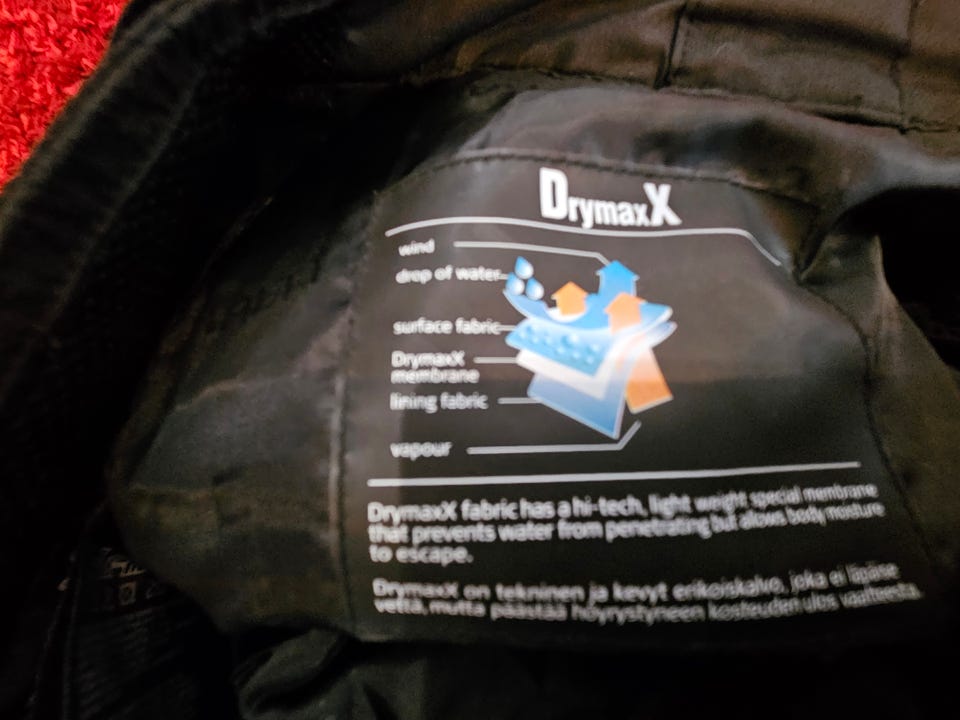 DrymaxX
wind
drop of water
surface fabric
DrymaxX
membrane
lining fabric
vapour
DrymaxX fabric has a hi-tech, light weight special membrane
that prevents water from penetrating but allows body moisture
to escape.
DrymaxX on tekninen ja kevyt erikoiskalvo, joka ei läpäise
vettä, mutta päästää höyrystyneen kosteuden ulos vaatteesta.